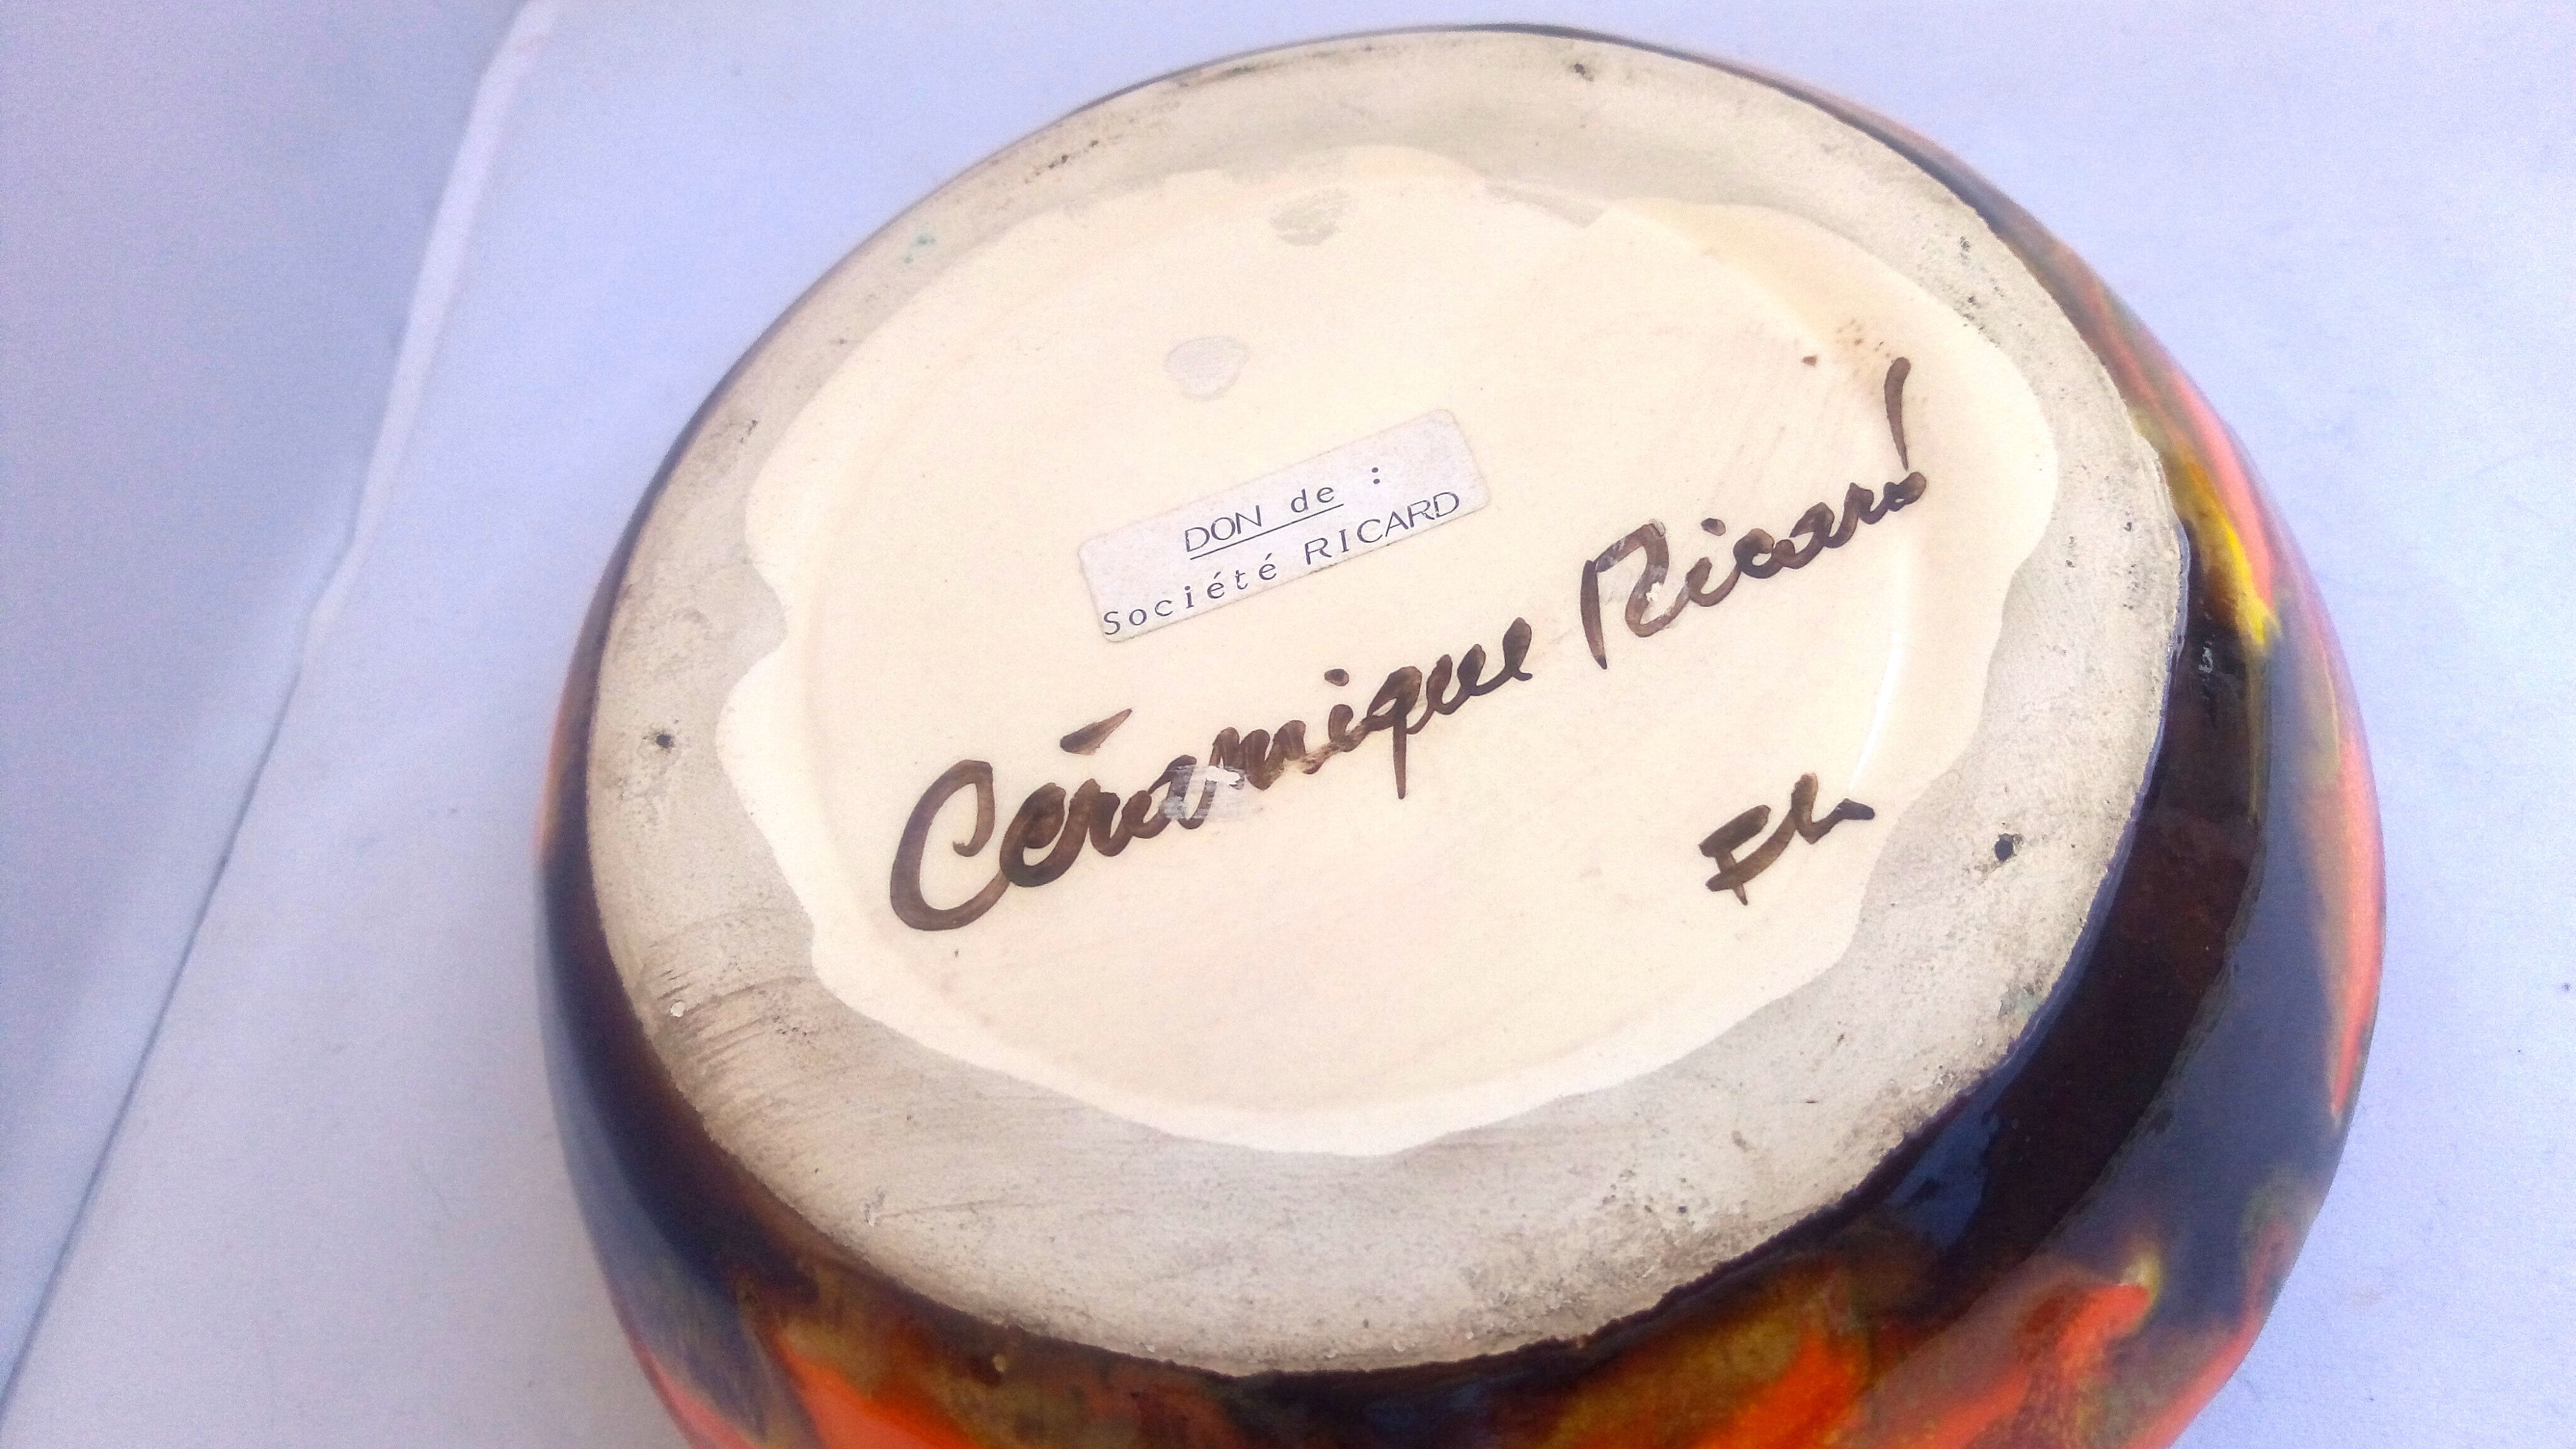 DON de :
Société RICARD
Céramique Ricard